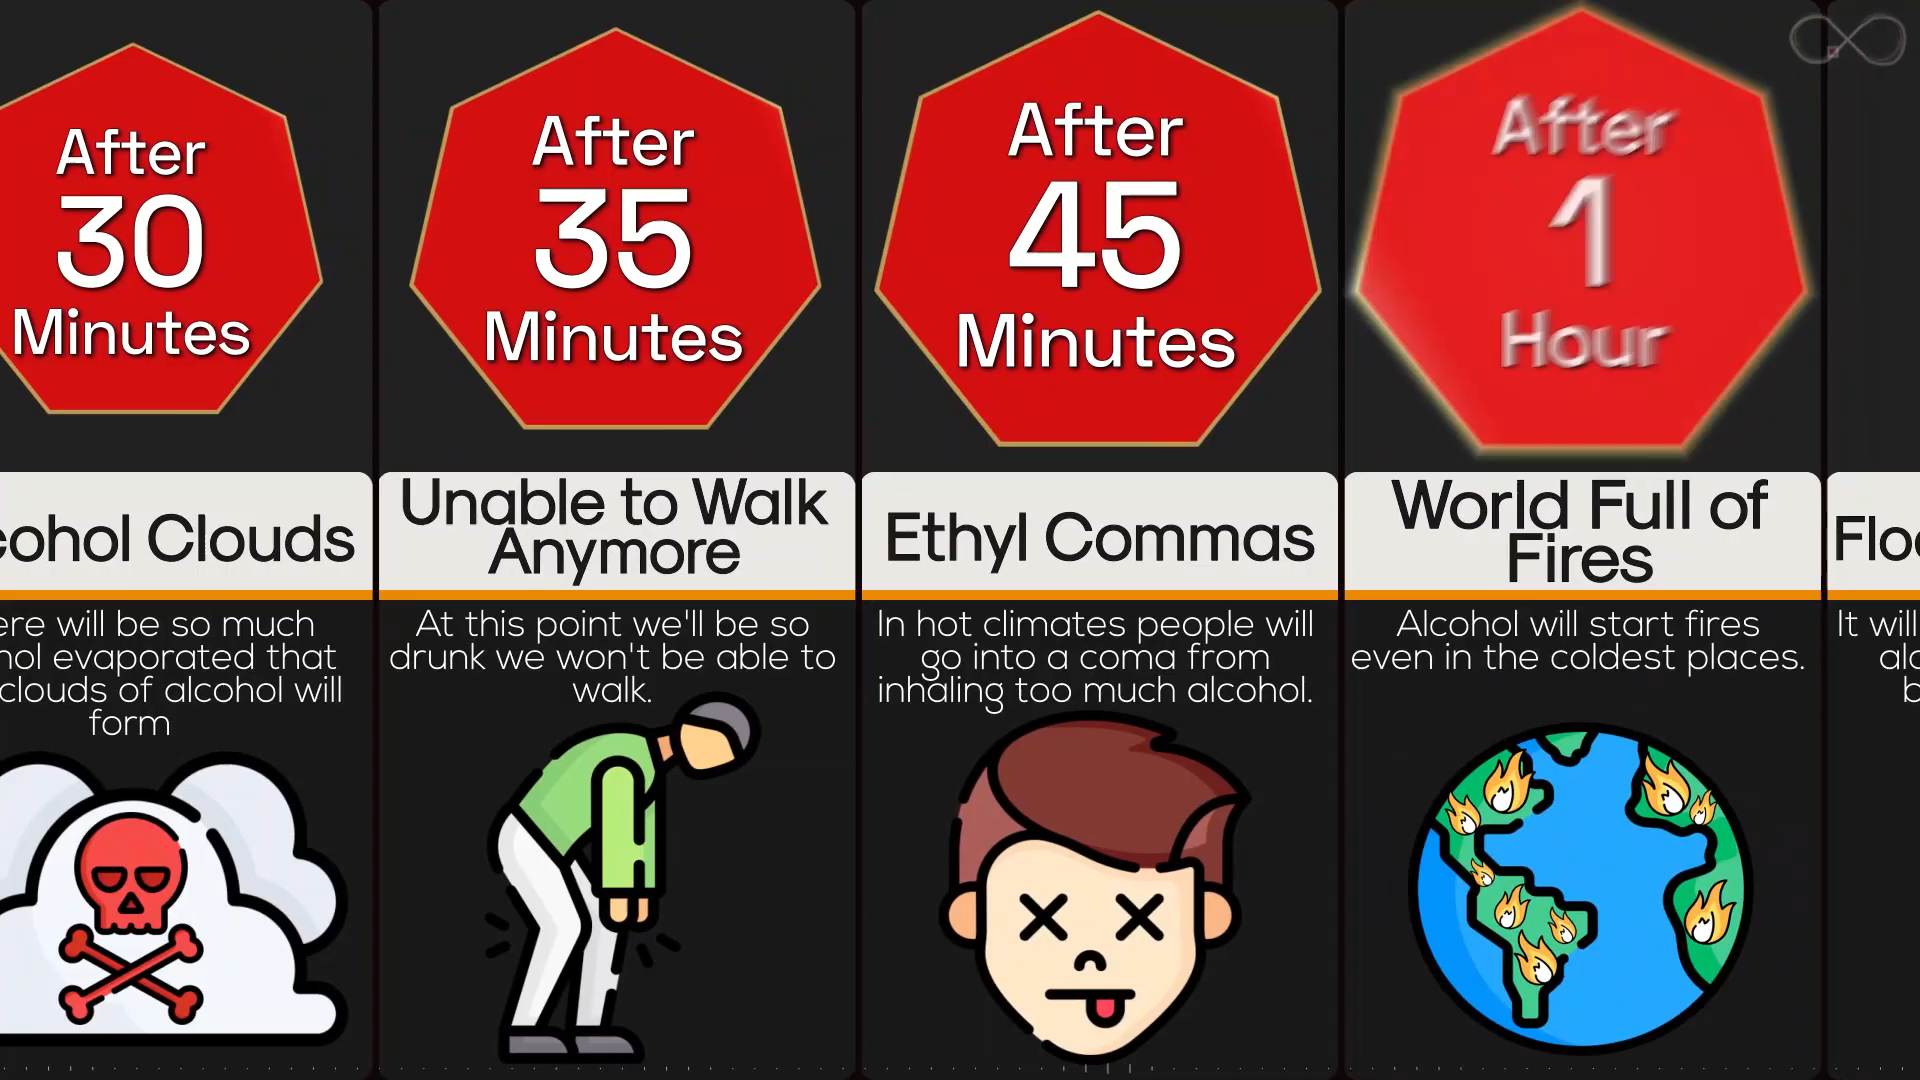 After
30
Minutes
cohol Clouds
ere will be so much
nol evaporated that
clouds of alcohol will
form
After
35
Minutes
Unable to Walk
Anymore
At this point we'll be so
drunk we won't be able to
walk.
After
45
Minutes
Ethyl Commas
In hot climates people will
go into a coma from
inhaling too much alcohol.
After
1
Hour
World Full of
Fires
Alcohol will start fires
even in the coldest places.
Floo
It will
alc
b